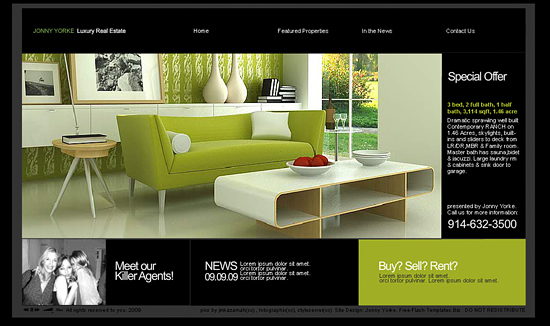 JONNY YORKE Luxury Real Estate
Home
Featured Properties
In the News
Contact Us
Special Offer
3 bed, 2 full bath, 1 half
bath, 3,114 sqft, 1.46 acre
Dramatic sprawling well built
Contemporary RANCH on
1.46 Acres, skylights, built-
ins and sliders to deck from
LR/DR,MBR & Family room.
Master bath has sauna,bidet
& jacuzzi. Large laundry rm
& cabinets & sink door to
garage.
presented by Jonny Yorke.
Call us for more information:
914-632-3500
Meet our
Killer Agents!
NEWS
09.09.09
Lorem ipsum dolor sit amet.
orci tortor pulvinar.
Lorem ipsum dolor sit amet.
orci tortor pulvinar.
Buy? Sell? Rent?
Lorem ipsum dolor sit amet.
orci tortor pulvinar.
All rights reserved to you, 2009
Site Design: Jonny Yorke, Free-Flash-Templates.Biz DO NOT REDISTRIBUTE